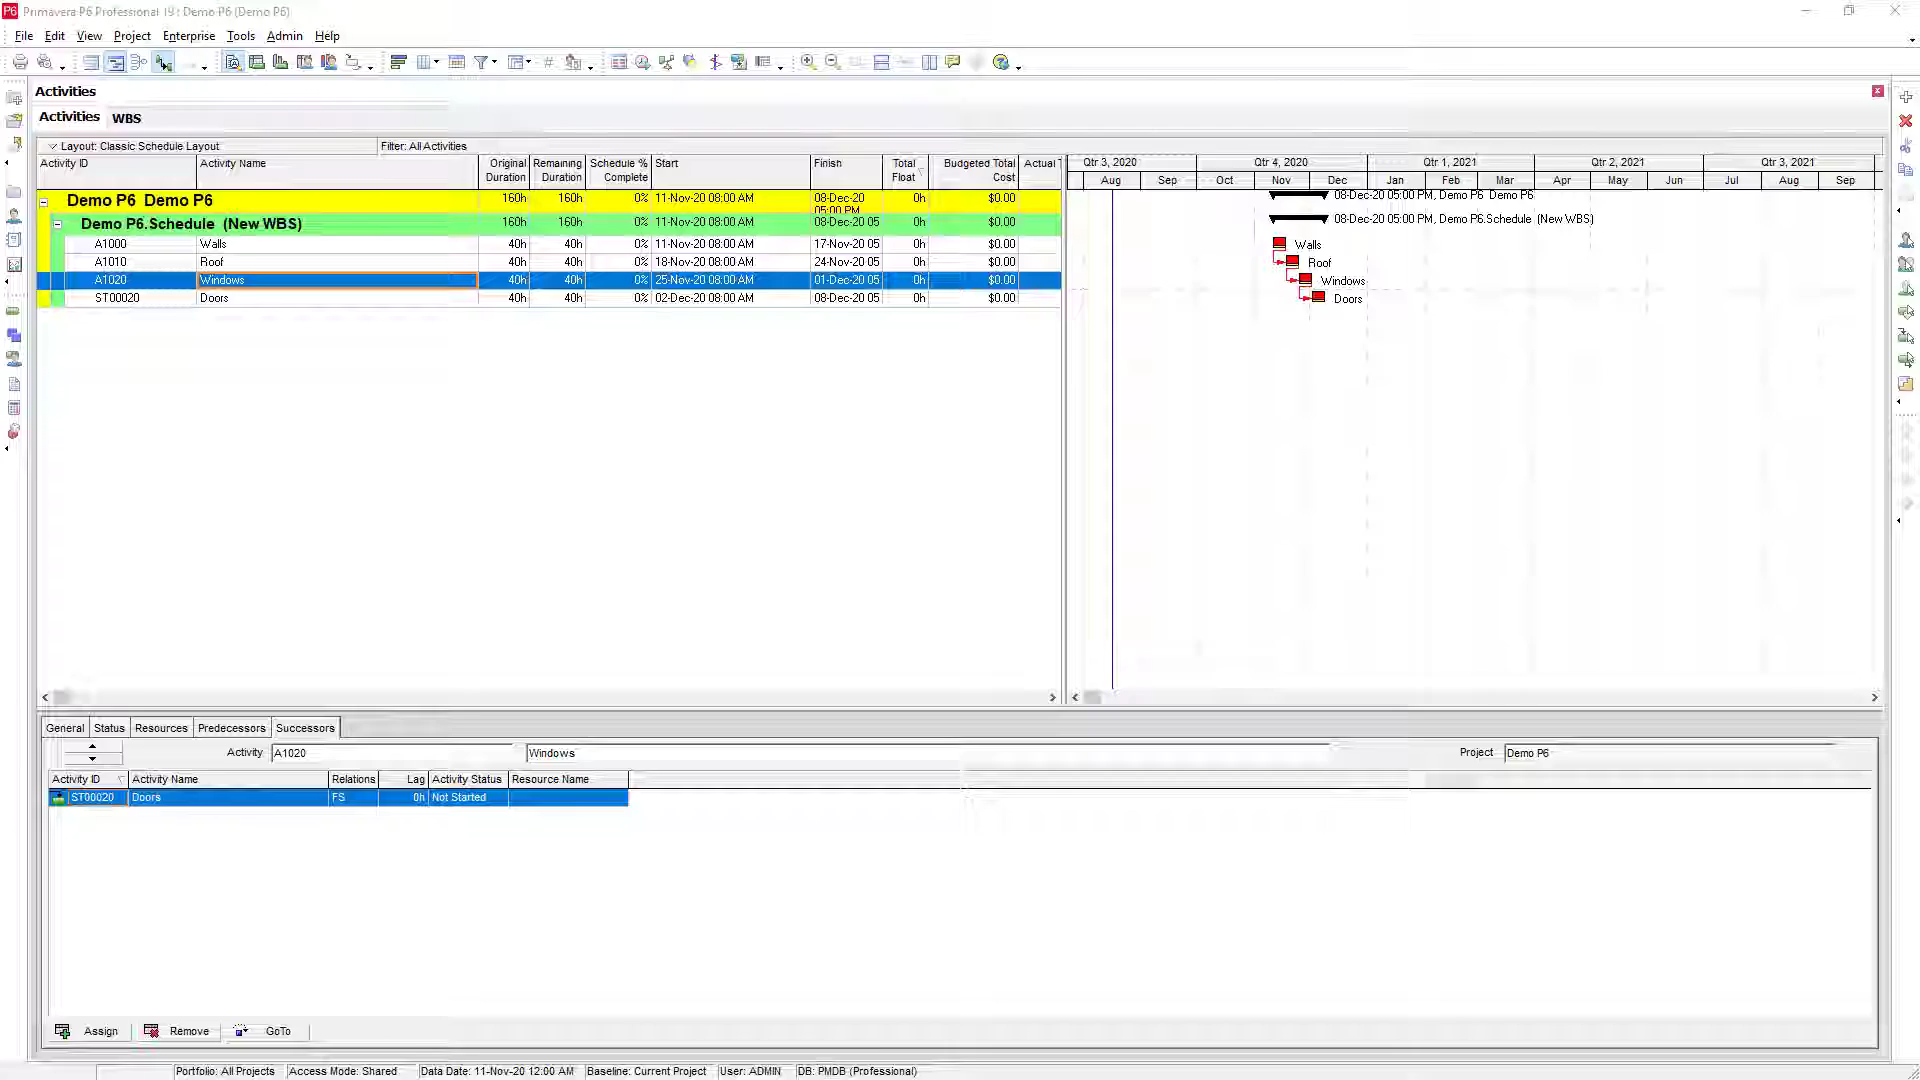 P6 Primavera P6 Professional 19 : Demo P6 (Demo P6)
File Edit View Project Enterprise Tools Admin Help
Activities
Activities WBS
Layout: Classic Schedule Layout Filter: All Activities
Activity ID Activity Name Original Duration Remaining Duration Schedule % Complete Start Finish Total Float Budgeted Total Cost Actual T
Qtr 3, 2020 Qtr 4, 2020 Qtr 1, 2021 Qtr 2, 2021 Qtr 3, 2021
Aug Sep Oct Nov Dec Jan Feb Mar Apr May Jun Jul Aug Sep
Demo P6 Demo P6 160h 160h 0% 11-Nov-20 08:00 AM 08-Dec-20 05:00 PM 0h $0.00 08-Dec-20 05:00 PM, Demo P6 Demo P6
Demo P6.Schedule (New WBS) 160h 160h 0% 11-Nov-20 08:00 AM 08-Dec-20 05 0h $0.00 08-Dec-20 05:00 PM, Demo P6.Schedule (New WBS)
A1000 Walls 40h 40h 0% 11-Nov-20 08:00 AM 17-Nov-20 05 0h $0.00 Walls
A1010 Roof 40h 40h 0% 18-Nov-20 08:00 AM 24-Nov-20 05 0h $0.00 Roof
A1020 Windows 40h 40h 0% 25-Nov-20 08:00 AM 01-Dec-20 05 0h $0.00 Windows
ST00020 Doors 40h 40h 0% 02-Dec-20 08:00 AM 08-Dec-20 05 0h $0.00 Doors
General Status Resources Predecessors Successors
Activity A1020 Windows Project Demo P6
Activity ID Activity Name Relations Lag Activity Status Resource Name
ST00020 Doors FS 0h Not Started
Assign Remove GoTo
Portfolio: All Projects Access Mode: Shared Data Date: 11-Nov-20 12:00 AM Baseline: Current Project User: ADMIN DB: PMDB (Professional)